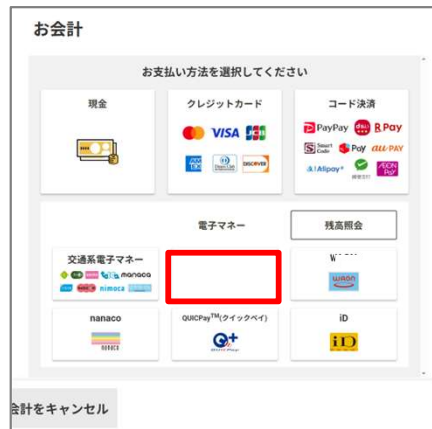 お会計
お支払い方法を選択してください
現金
クレジットカード
コード決済
VISA
JCB
PayPay
R Pay
Smart Code
Pay
au PAY
Alipay+
AEON Pay
DISCOVER
電子マネー
残高照会
交通系電子マネー
manaca
nimoca
WAON
nanaco
nanaco
QUICPay™(クイックペイ)
QUICPay
iD
iD
会計をキャンセル